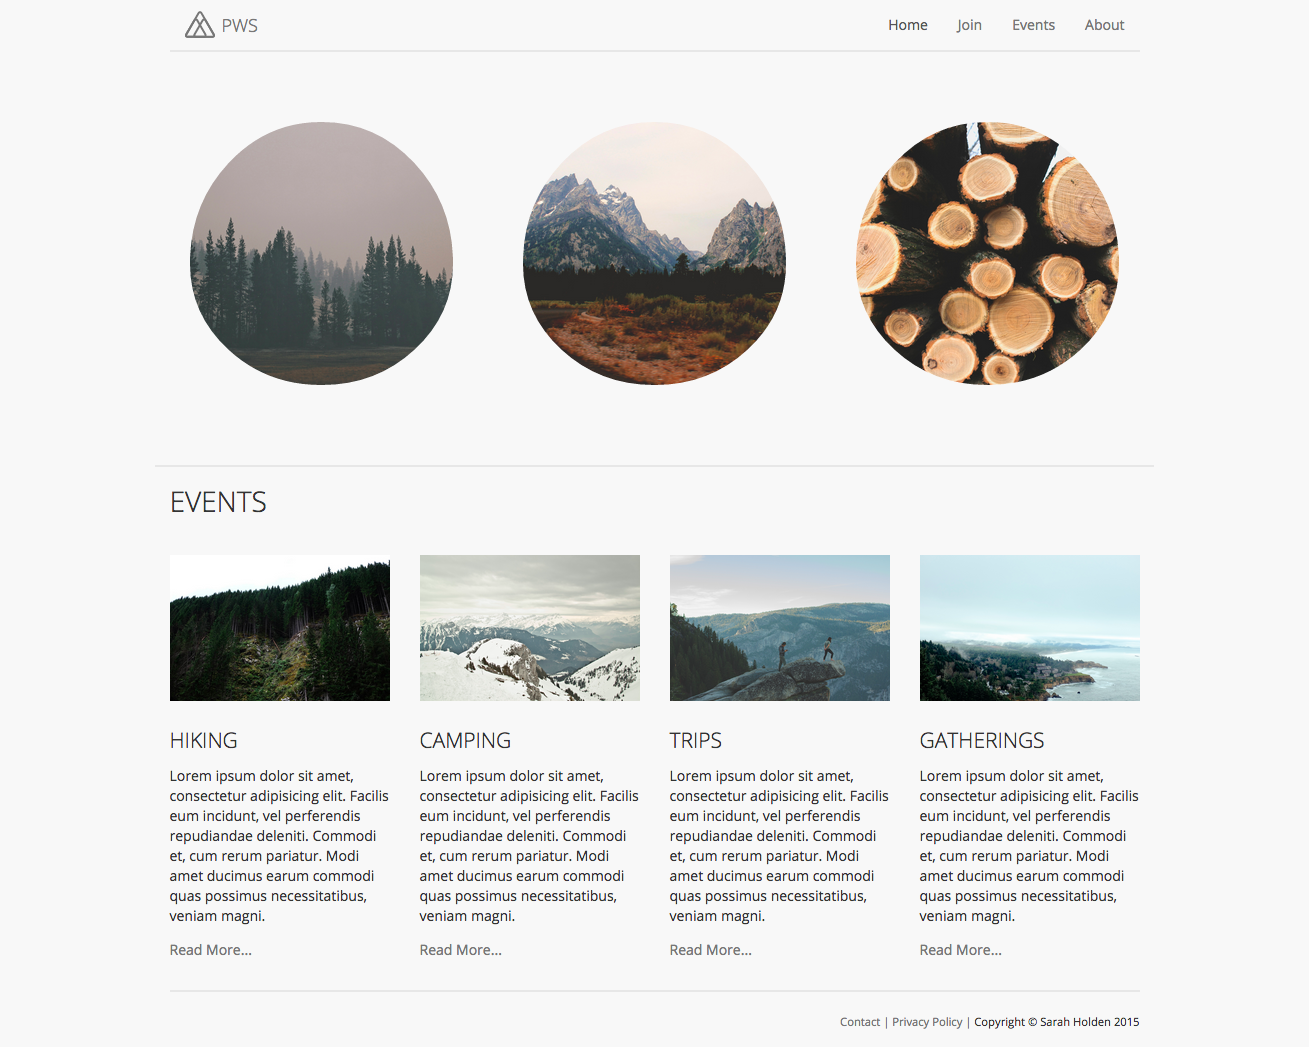 PWS
Home Join Events About
EVENTS
HIKING
Lorem ipsum dolor sit amet,
consectetur adipisicing elit. Facilis
eum incidunt, vel perferendis
repudiandae deleniti. Commodi
et, cum rerum pariatur. Modi
amet ducimus earum commodi
quas possimus necessitatibus,
veniam magni.
Read More...
CAMPING
Lorem ipsum dolor sit amet,
consectetur adipisicing elit. Facilis
eum incidunt, vel perferendis
repudiandae deleniti. Commodi
et, cum rerum pariatur. Modi
amet ducimus earum commodi
quas possimus necessitatibus,
veniam magni.
Read More...
TRIPS
Lorem ipsum dolor sit amet,
consectetur adipisicing elit. Facilis
eum incidunt, vel perferendis
repudiandae deleniti. Commodi
et, cum rerum pariatur. Modi
amet ducimus earum commodi
quas possimus necessitatibus,
veniam magni.
Read More...
GATHERINGS
Lorem ipsum dolor sit amet,
consectetur adipisicing elit. Facilis
eum incidunt, vel perferendis
repudiandae deleniti. Commodi
et, cum rerum pariatur. Modi
amet ducimus earum commodi
quas possimus necessitatibus,
veniam magni.
Read More...
Contact | Privacy Policy | Copyright © Sarah Holden 2015